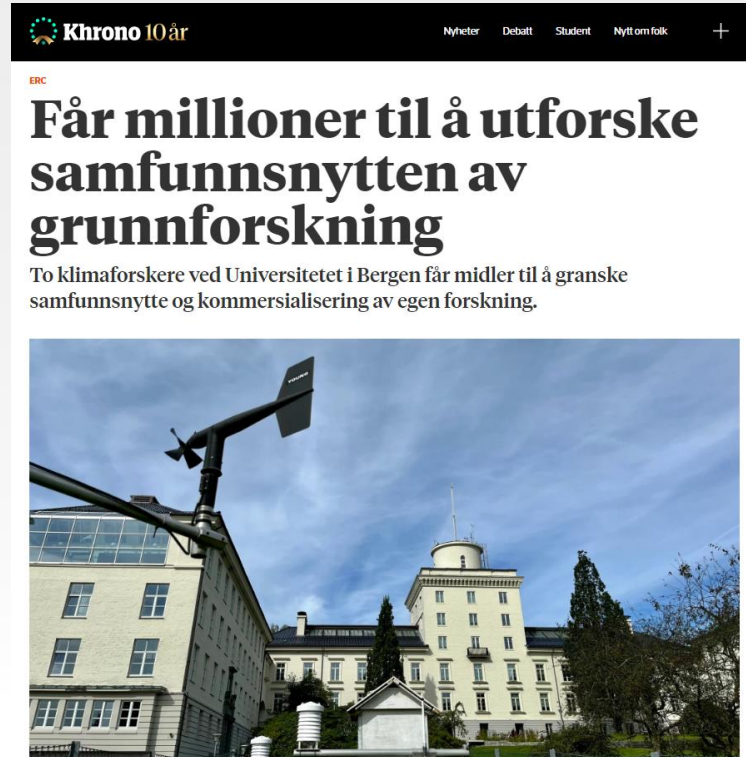 Khrono 10 år
Nyheter Debatt Student Nytt om folk
ERC
Får millioner til å utforske
samfunnsnytten av
grunnforskning
To klimaforskere ved Universitetet i Bergen får midler til å granske
samfunnsnytte og kommersialisering av egen forskning.
YOUNG